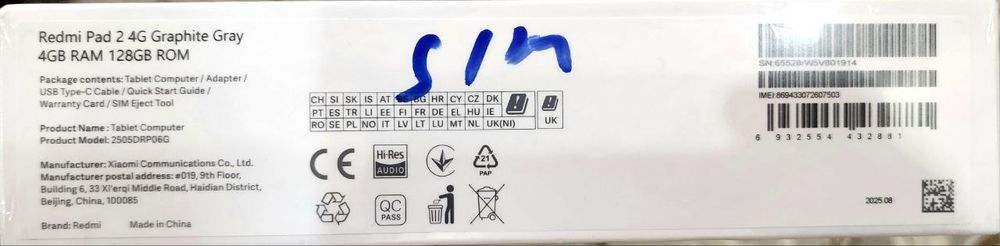 Redmi Pad 2 4G Graphite Gray
4GB RAM 128GB ROM
Package contents: Tablet Computer / Adapter /
USB Type-C Cable / Quick Start Guide /
Warranty Card / SIM Eject Tool
Product Name: Tablet Computer
Product Model: 2505DRP06G
Manufacturer: Xiaomi Communications Co., Ltd.
Manufacturer postal address: #019, 9th Floor,
Building 6, 33 Xi'erqi Middle Road, Haidian District,
Beijing, China, 100085
Brand: Redmi Made in China
SIM
CH SI SK IS AT BE BG HR CY CZ DK
PT ES TR LI EE FI FR DE EL HU IE
RO SE PL NO IT LV LT LU MT NL UK(NI)
UK
CE
Hi-Res
AUDIO
21
PAP
QC
PASS
SN:65528/W5V801914
IMEI:869433072607503
6 932554 432881
2025.08